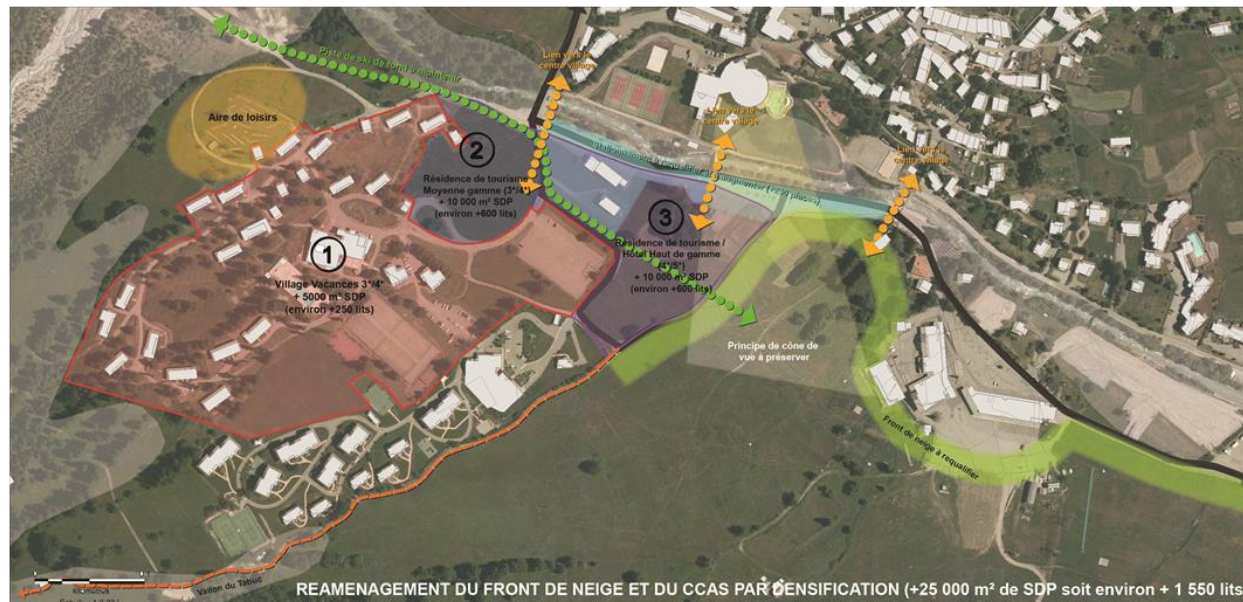 Piste de ski de fond à maintenir
Lien vers le
centre village
Aire de loisirs
Lien vers le
centre village
Lien vers le
centre village
2
Résidence de tourisme
Moyenne gamme (3*/4*)
+ 10 000 m² SDP
(environ +600 lits)
à requalifier
augmenter
places)
3
Résidence de tourisme /
Hôtel Haut de gamme
(4*/5*)
+ 10 000 m² SDP
(environ +600 lits)
1
Village Vacances 3*/4*
+ 5000 m² SDP
(environ +250 lits)
Principe de cône de
vue à préserver
Front de neige à requalifier
Vallon du Tabuc
REAMENAGEMENT DU FRONT DE NEIGE ET DU CCAS PAR DENSIFICATION (+25 000 m² de SDP soit environ + 1 550 lits